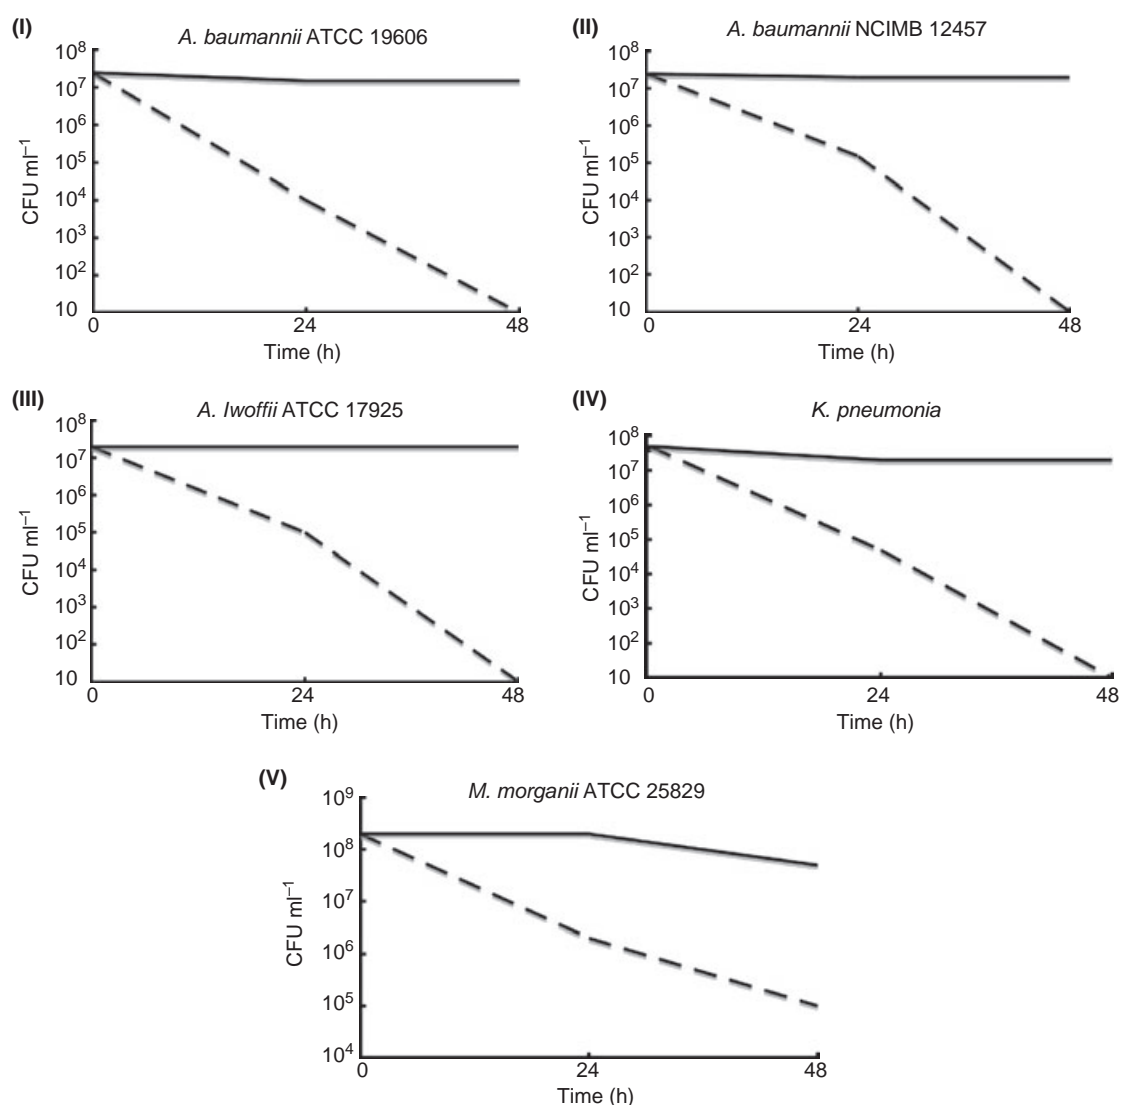 (I)
A. baumannii ATCC 19606
10⁸
10⁷
10⁶
10⁵
10⁴
10³
10²
10
CFU ml⁻¹
0
24
48
Time (h)
(II)
A. baumannii NCIMB 12457
10⁸
10⁷
10⁶
10⁵
10⁴
10³
10²
10
CFU ml⁻¹
0
24
48
Time (h)
(III)
A. lwoffii ATCC 17925
10⁸
10⁷
10⁶
10⁵
10⁴
10³
10²
10
CFU ml⁻¹
0
24
48
Time (h)
(IV)
K. pneumonia
10⁸
10⁷
10⁶
10⁵
10⁴
10³
10²
10
CFU ml⁻¹
0
24
48
Time (h)
(V)
M. morganii ATCC 25829
10⁹
10⁸
10⁷
10⁶
10⁵
10⁴
CFU ml⁻¹
0
24
48
Time (h)